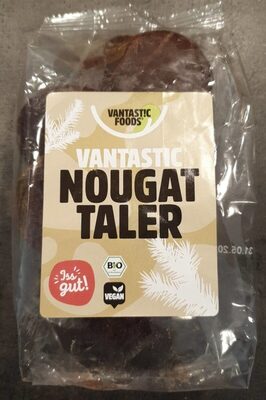 VANTASTIC
FOODS
VANTASTIC
NOUGAT
TALER
Iss
gut!
BIO
VEGAN